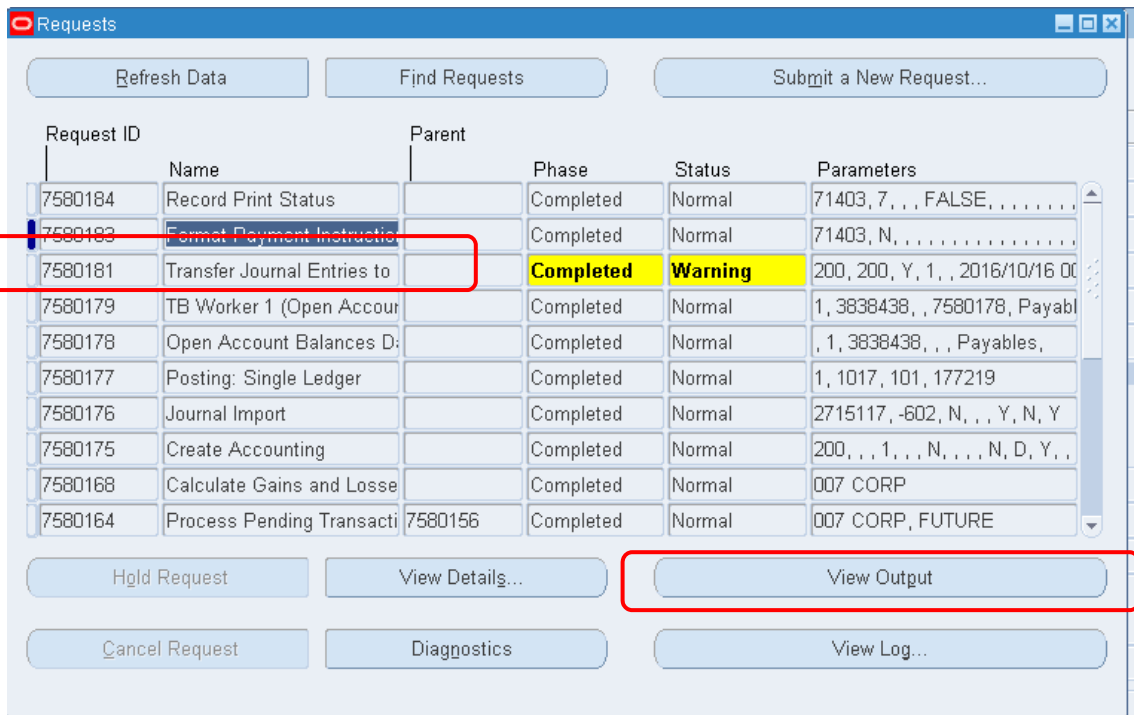 Requests
Refresh Data Find Requests Submit a New Request...
Request ID Parent
Name Phase Status Parameters
7580184 Record Print Status Completed Normal 71403, 7, , , FALSE, , , , , , , ,
7580183 Format Payment Instructio Completed Normal 71403, N, , , , , , , , , , , , , , , ,
7580181 Transfer Journal Entries to Completed Warning 200, 200, Y, 1, , 2016/10/16 00
7580179 TB Worker 1 (Open Accour Completed Normal 1, 3838438, , 7580178, Payabl
7580178 Open Account Balances Da Completed Normal , 1, 3838438, , , Payables,
7580177 Posting: Single Ledger Completed Normal 1, 1017, 101, 177219
7580176 Journal Import Completed Normal 2715117, -602, N, , , Y, N, Y
7580175 Create Accounting Completed Normal 200, , , 1, , , N, , , , N, D, Y, ,
7580168 Calculate Gains and Losse Completed Normal 007 CORP
7580164 Process Pending Transacti 7580156 Completed Normal 007 CORP, FUTURE
Hold Request View Details... View Output
Cancel Request Diagnostics View Log...